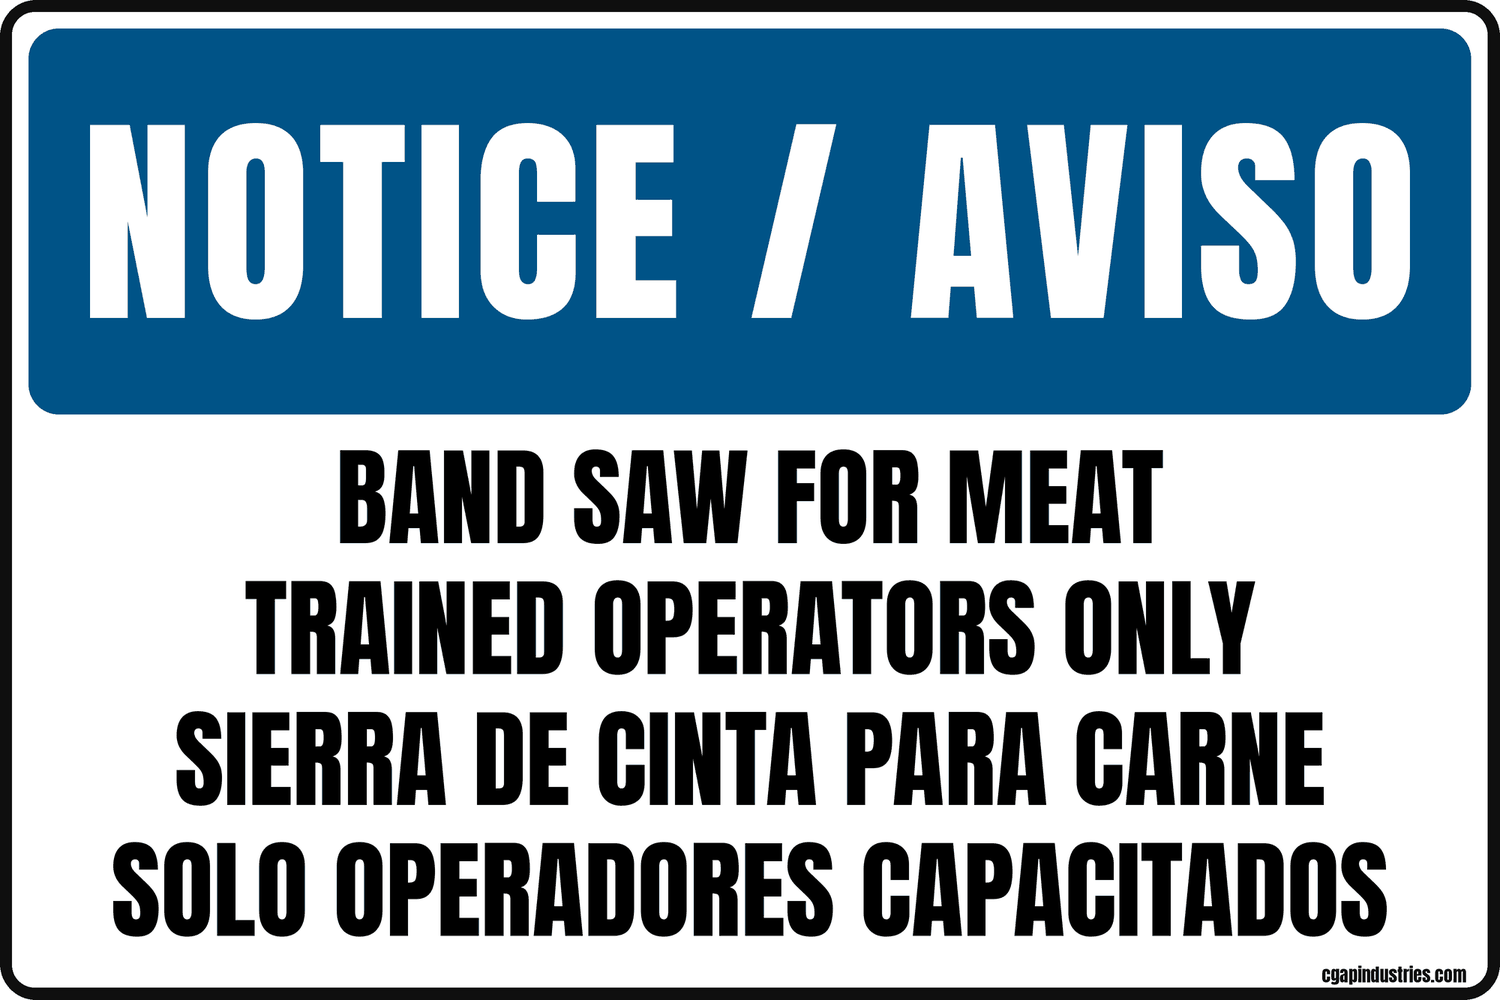 NOTICE / AVISO
BAND SAW FOR MEAT
TRAINED OPERATORS ONLY
SIERRA DE CINTA PARA CARNE
SOLO OPERADORES CAPACITADOS
cgapindustries.com